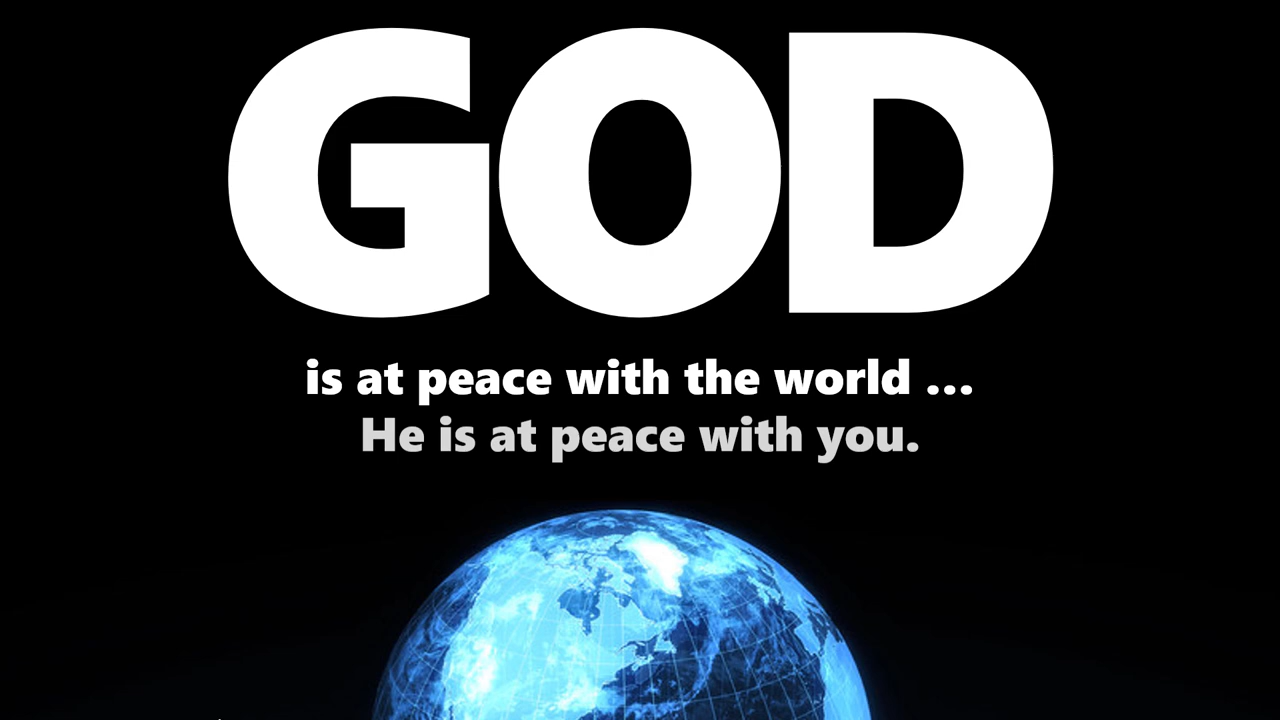 GOD
is at peace with the world ...
He is at peace with you.